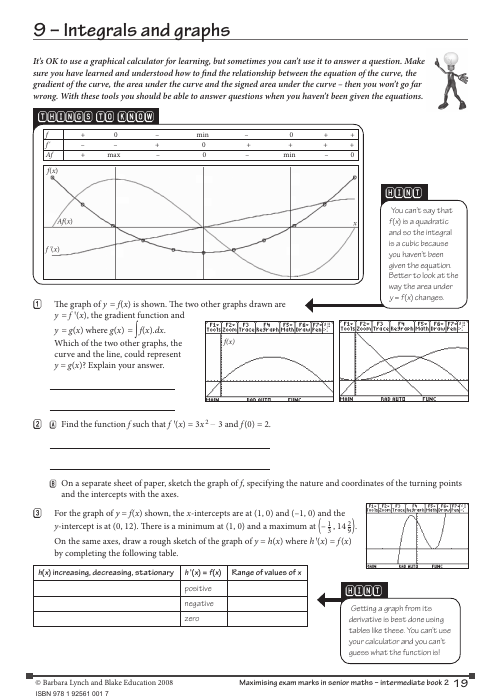 9 – Integrals and graphs
It's OK to use a graphical calculator for learning, but sometimes you can't use it to answer a question. Make
sure you have learned and understood how to find the relationship between the equation of the curve, the
gradient of the curve, the area under the curve and the signed area under the curve – then you won't go far
wrong. With these tools you should be able to answer questions when you haven't been given the equations.
THINGS TO KNOW
f + 0 – min – 0 + +
f' – – + 0 + + + +
Af + max – 0 – min – 0
f(x)
Af(x)
x
f'(x)
HINT
You can't say that
f(x) is a quadratic
and so the integral
is a cubic because
you haven't been
given the equation.
Better to look at the
way the area under
y = f(x) changes.
1 The graph of y = f(x) is shown. The two other graphs drawn are
y = f'(x), the gradient function and
y = g(x) where g(x) = ∫f(x).dx.
Which of the two other graphs, the
curve and the line, could represent
y = g(x)? Explain your answer.
f(x)
MAIN RAD AUTO FUNC
MAIN RAD AUTO FUNC
2 A Find the function f such that f'(x) = 3x² – 3 and f(0) = 2.
B On a separate sheet of paper, sketch the graph of f, specifying the nature and coordinates of the turning points
and the intercepts with the axes.
3 For the graph of y = f(x) shown, the x-intercepts are at (1, 0) and (–1, 0) and the
y-intercept is at (0, 12). There is a minimum at (1, 0) and a maximum at
On the same axes, draw a rough sketch of the graph of y = h(x) where h'(x) = f(x)
by completing the following table.
MAIN RAD AUTO FUNC
h(x) increasing, decreasing, stationary h'(x) = f(x) Range of values of x
positive
negative
zero
HINT
Getting a graph from its
derivative is best done using
tables like these. You can't use
your calculator and you can't
guess what the function is!
© Barbara Lynch and Blake Education 2008
Maximising exam marks in senior maths – intermediate book 2 19
ISBN 978 1 92561 001 7